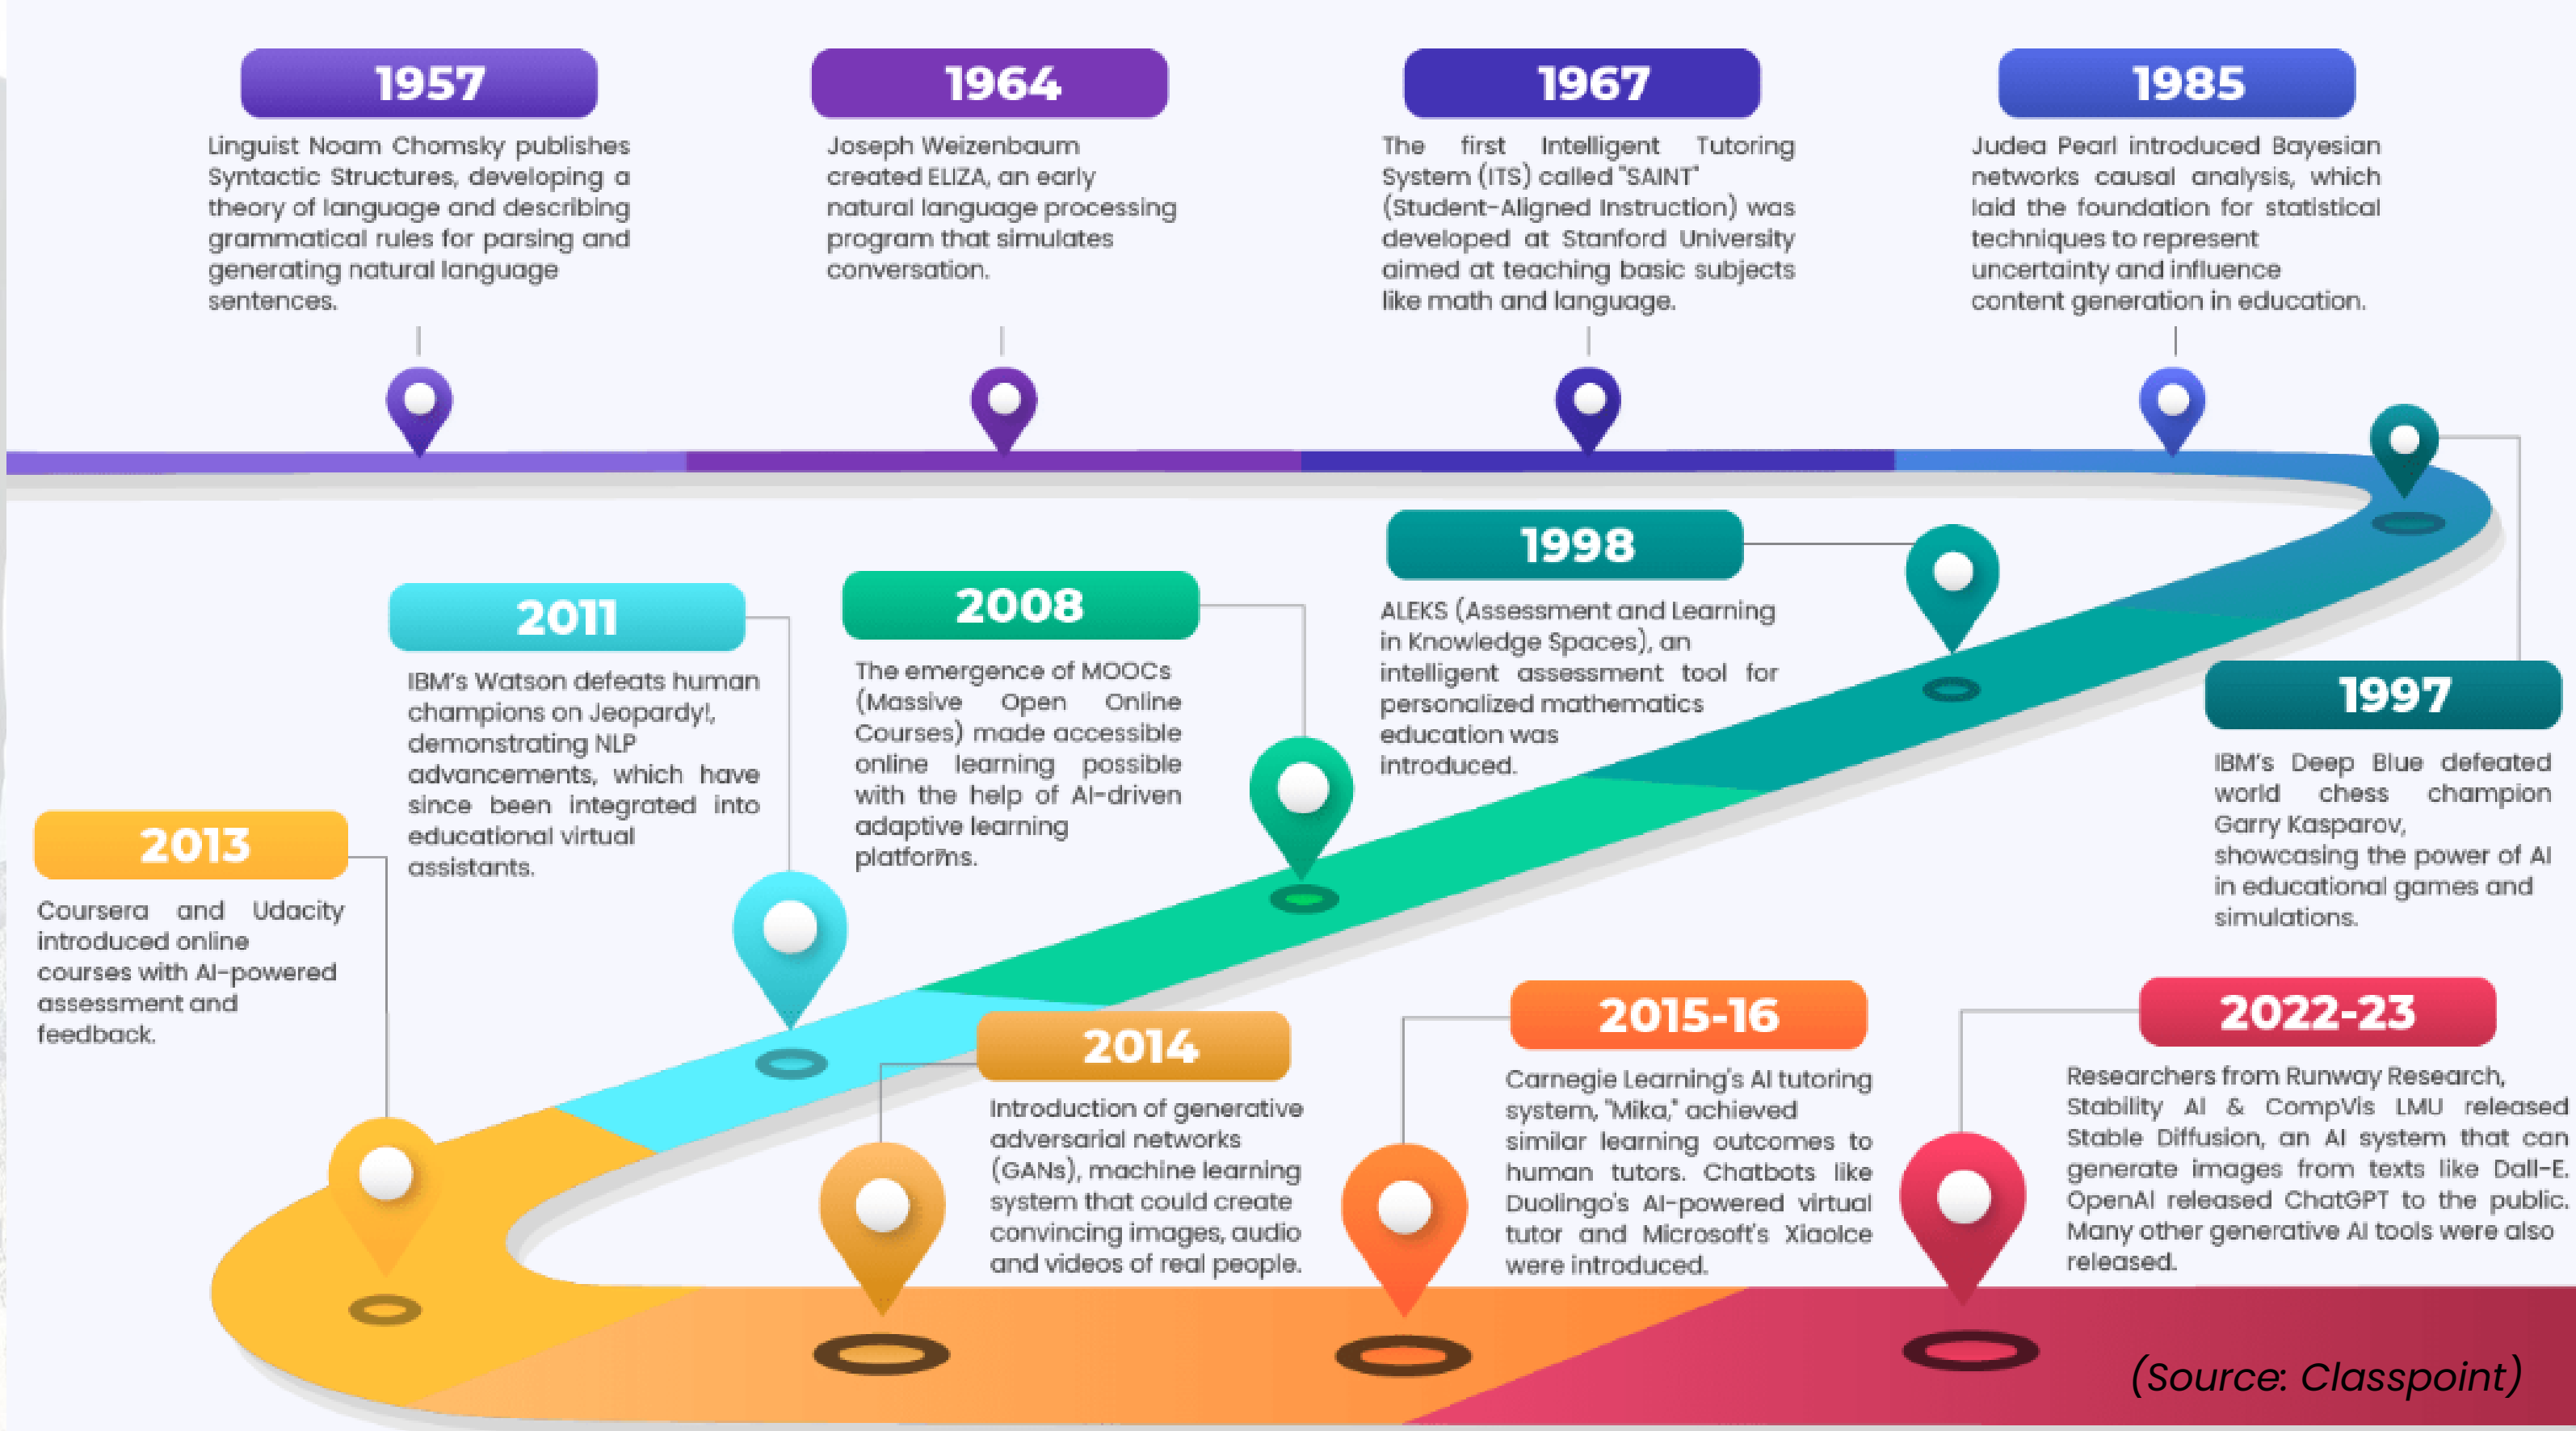 1957
Linguist Noam Chomsky publishes
Syntactic Structures, developing a
theory of language and describing
grammatical rules for parsing and
generating natural language
sentences.
1964
Joseph Weizenbaum
created ELIZA, an early
natural language processing
program that simulates
conversation.
1967
The first Intelligent Tutoring
System (ITS) called "SAINT"
(Student-Aligned Instruction) was
developed at Stanford University
aimed at teaching basic subjects
like math and language.
1985
Judea Pearl introduced Bayesian
networks causal analysis, which
laid the foundation for statistical
techniques to represent
uncertainty and influence
content generation in education.
1997
IBM's Deep Blue defeated
world chess champion
Garry Kasparov,
showcasing the power of AI
in educational games and
simulations.
1998
ALEKS (Assessment and Learning
in Knowledge Spaces), an
intelligent assessment tool for
personalized mathematics
education was
introduced.
2008
The emergence of MOOCs
(Massive Open Online
Courses) made accessible
online learning possible
with the help of AI-driven
adaptive learning
platforms.
2011
IBM's Watson defeats human
champions on Jeopardy!,
demonstrating NLP
advancements, which have
since been integrated into
educational virtual
assistants.
2013
Coursera and Udacity
introduced online
courses with AI-powered
assessment and
feedback.
2014
Introduction of generative
adversarial networks
(GANs), machine learning
system that could create
convincing images, audio
and videos of real people.
2015-16
Carnegie Learning's AI tutoring
system, "Mika," achieved
similar learning outcomes to
human tutors. Chatbots like
Duolingo's AI-powered virtual
tutor and Microsoft's XiaoIce
were introduced.
2022-23
Researchers from Runway Research,
Stability AI & CompVis LMU released
Stable Diffusion, an AI system that can
generate images from texts like Dall-E.
OpenAI released ChatGPT to the public.
Many other generative AI tools were also
released.
(Source: Classpoint)